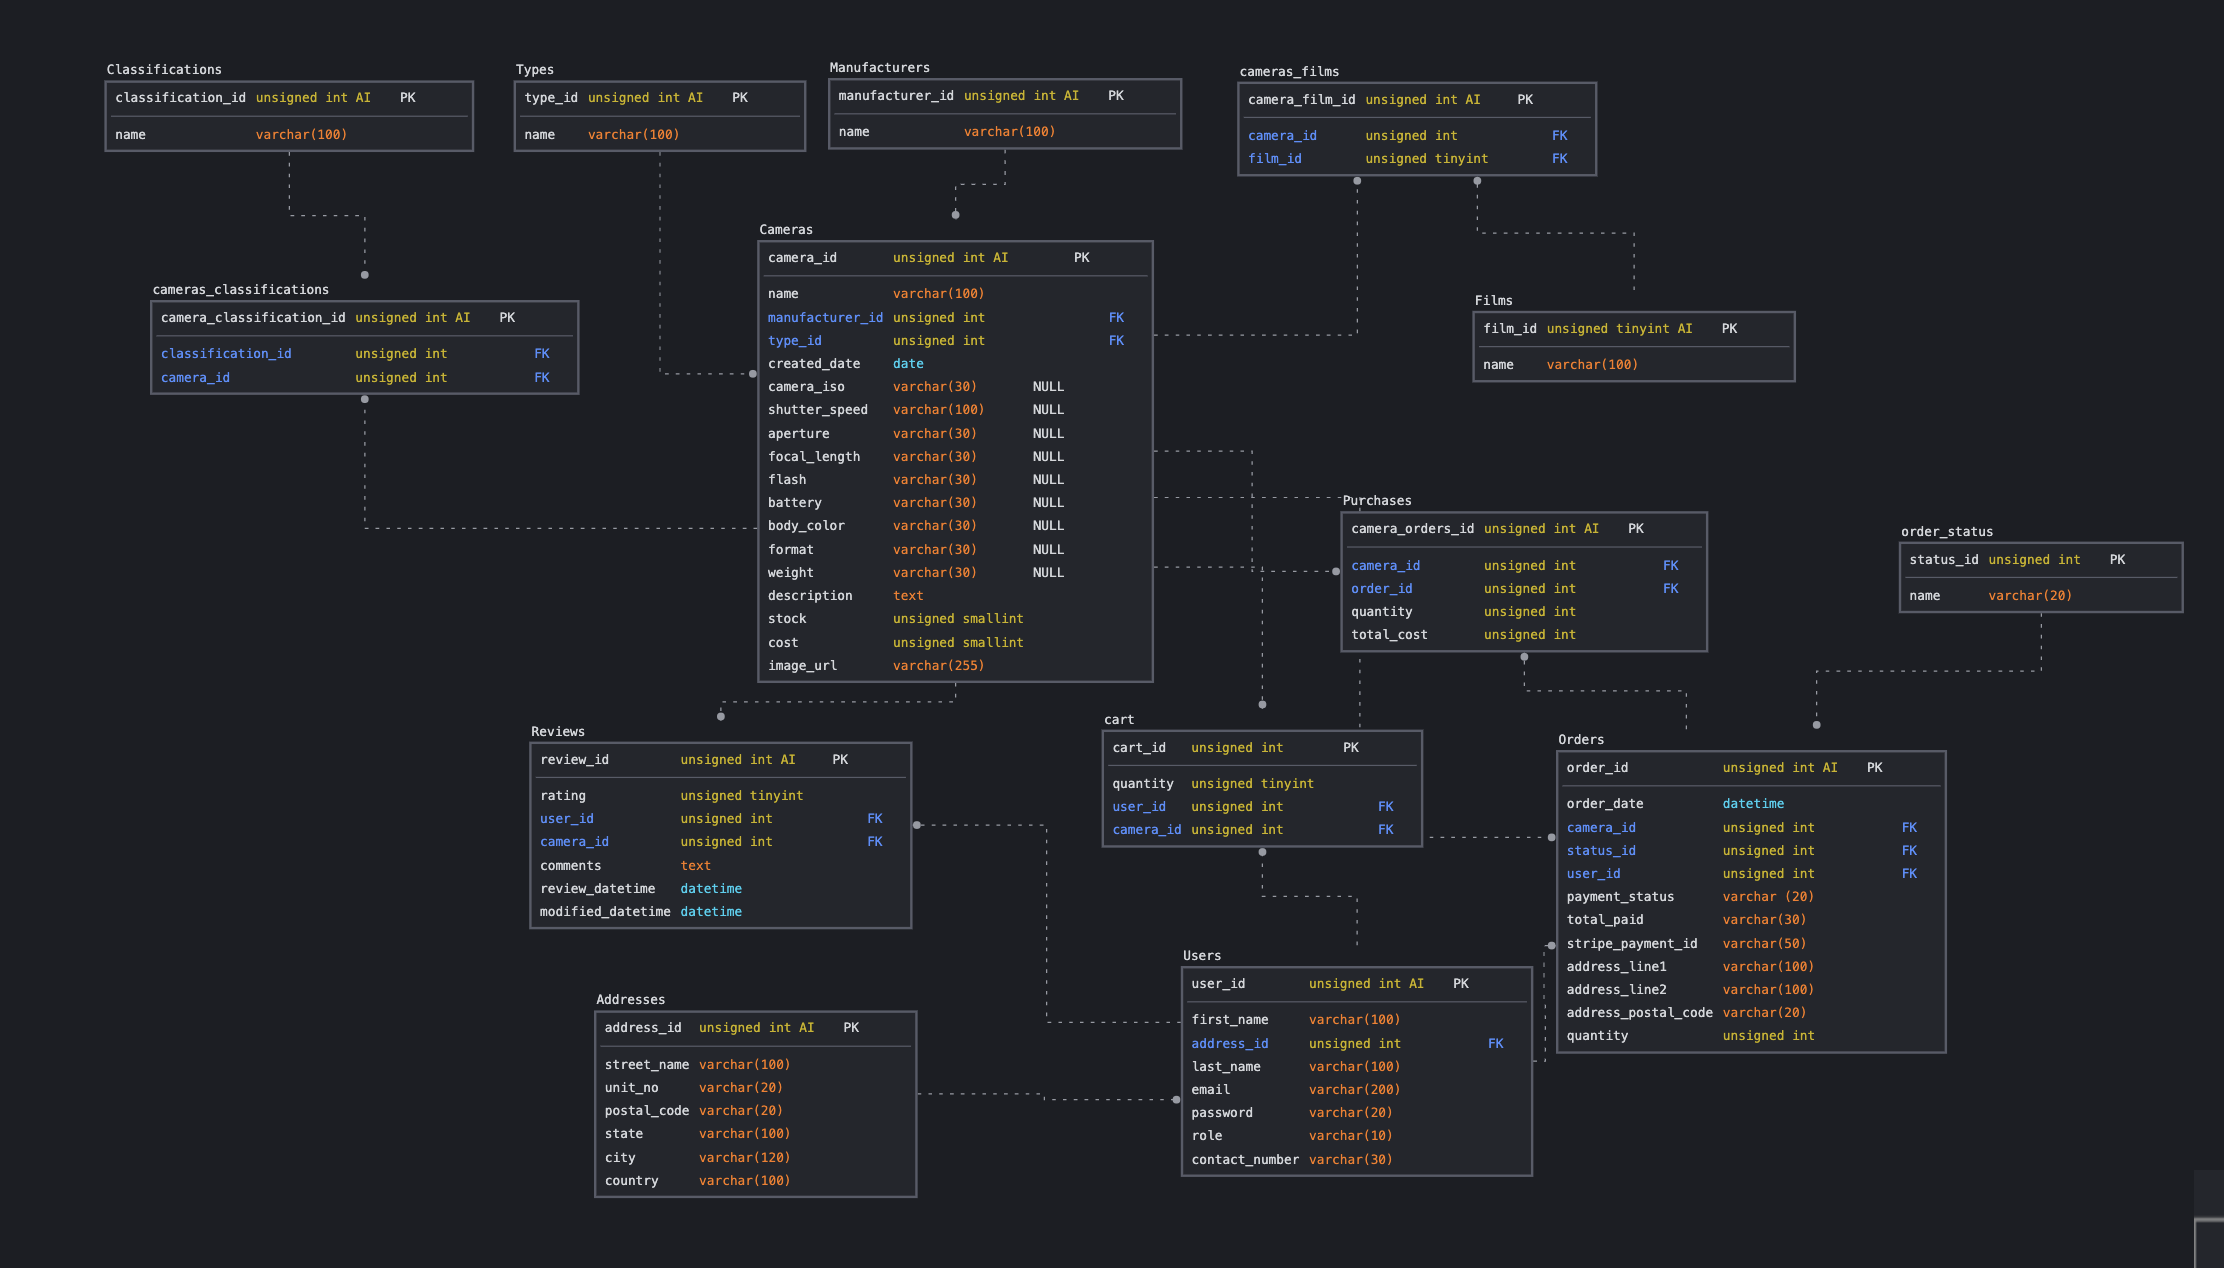 Classifications
classification_id unsigned int AI PK
name varchar(100)
Types
type_id unsigned int AI PK
name varchar(100)
Manufacturers
manufacturer_id unsigned int AI PK
name varchar(100)
cameras_films
camera_film_id unsigned int AI PK
camera_id unsigned int FK
film_id unsigned tinyint FK
cameras_classifications
camera_classification_id unsigned int AI PK
classification_id unsigned int FK
camera_id unsigned int FK
Cameras
camera_id unsigned int AI PK
name varchar(100)
manufacturer_id unsigned int FK
type_id unsigned int FK
created_date date
camera_iso varchar(30) NULL
shutter_speed varchar(100) NULL
aperture varchar(30) NULL
focal_length varchar(30) NULL
flash varchar(30) NULL
battery varchar(30) NULL
body_color varchar(30) NULL
format varchar(30) NULL
weight varchar(30) NULL
description text
stock unsigned smallint
cost unsigned smallint
image_url varchar(255)
Films
film_id unsigned tinyint AI PK
name varchar(100)
Purchases
camera_orders_id unsigned int AI PK
camera_id unsigned int FK
order_id unsigned int FK
quantity unsigned int
total_cost unsigned int
order_status
status_id unsigned int PK
name varchar(20)
Reviews
review_id unsigned int AI PK
rating unsigned tinyint
user_id unsigned int FK
camera_id unsigned int FK
comments text
review_datetime datetime
modified_datetime datetime
cart
cart_id unsigned int PK
quantity unsigned tinyint
user_id unsigned int FK
camera_id unsigned int FK
Orders
order_id unsigned int AI PK
order_date datetime
camera_id unsigned int FK
status_id unsigned int FK
user_id unsigned int FK
payment_status varchar (20)
total_paid varchar(30)
stripe_payment_id varchar(50)
address_line1 varchar(100)
address_line2 varchar(100)
address_postal_code varchar(20)
quantity unsigned int
Addresses
address_id unsigned int AI PK
street_name varchar(100)
unit_no varchar(20)
postal_code varchar(20)
state varchar(100)
city varchar(120)
country varchar(100)
Users
user_id unsigned int AI PK
first_name varchar(100)
address_id unsigned int FK
last_name varchar(100)
email varchar(200)
password varchar(20)
role varchar(10)
contact_number varchar(30)